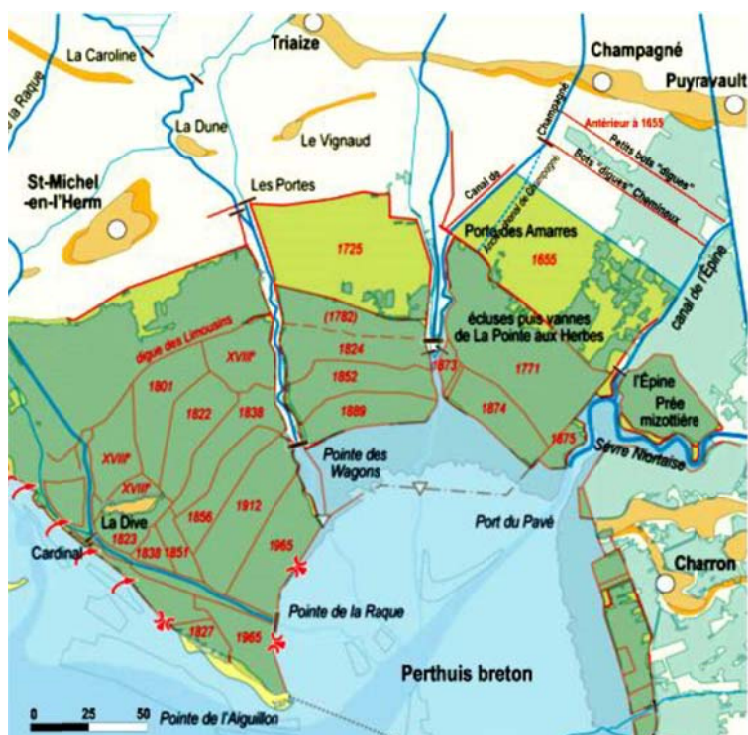 Triaize
Champagné
Puyravault
La Caroline
la Raque
La Dune
Le Vignaud
Antérieur à 1655
Petits bots "digues"
Bots "digues" Chemineux
Champagné
Canal de
canal de Champagné
St-Michel
-en-l'Herm
Les Portes
Porte des Amarres
1725
1655
canal de l'Épine
(1782)
écluses puis vannes
de La Pointe aux Herbes
digue des Limousins
XVIIIᵉ
1824
1873
1771
1801
1852
l'Épine
Prée
mizottière
1822
1838
1889
1874
1875
Sèvre Niortaise
XVIIIᵉ
Pointe des
Wagons
XVIIIᵉ
La Dive
1856
1912
Port du Pavé
1823
Cardinal
1838
1851
1965
Charron
Pointe de la Raque
1827
1965
Perthuis breton
0 25 50
Pointe de l'Aiguillon